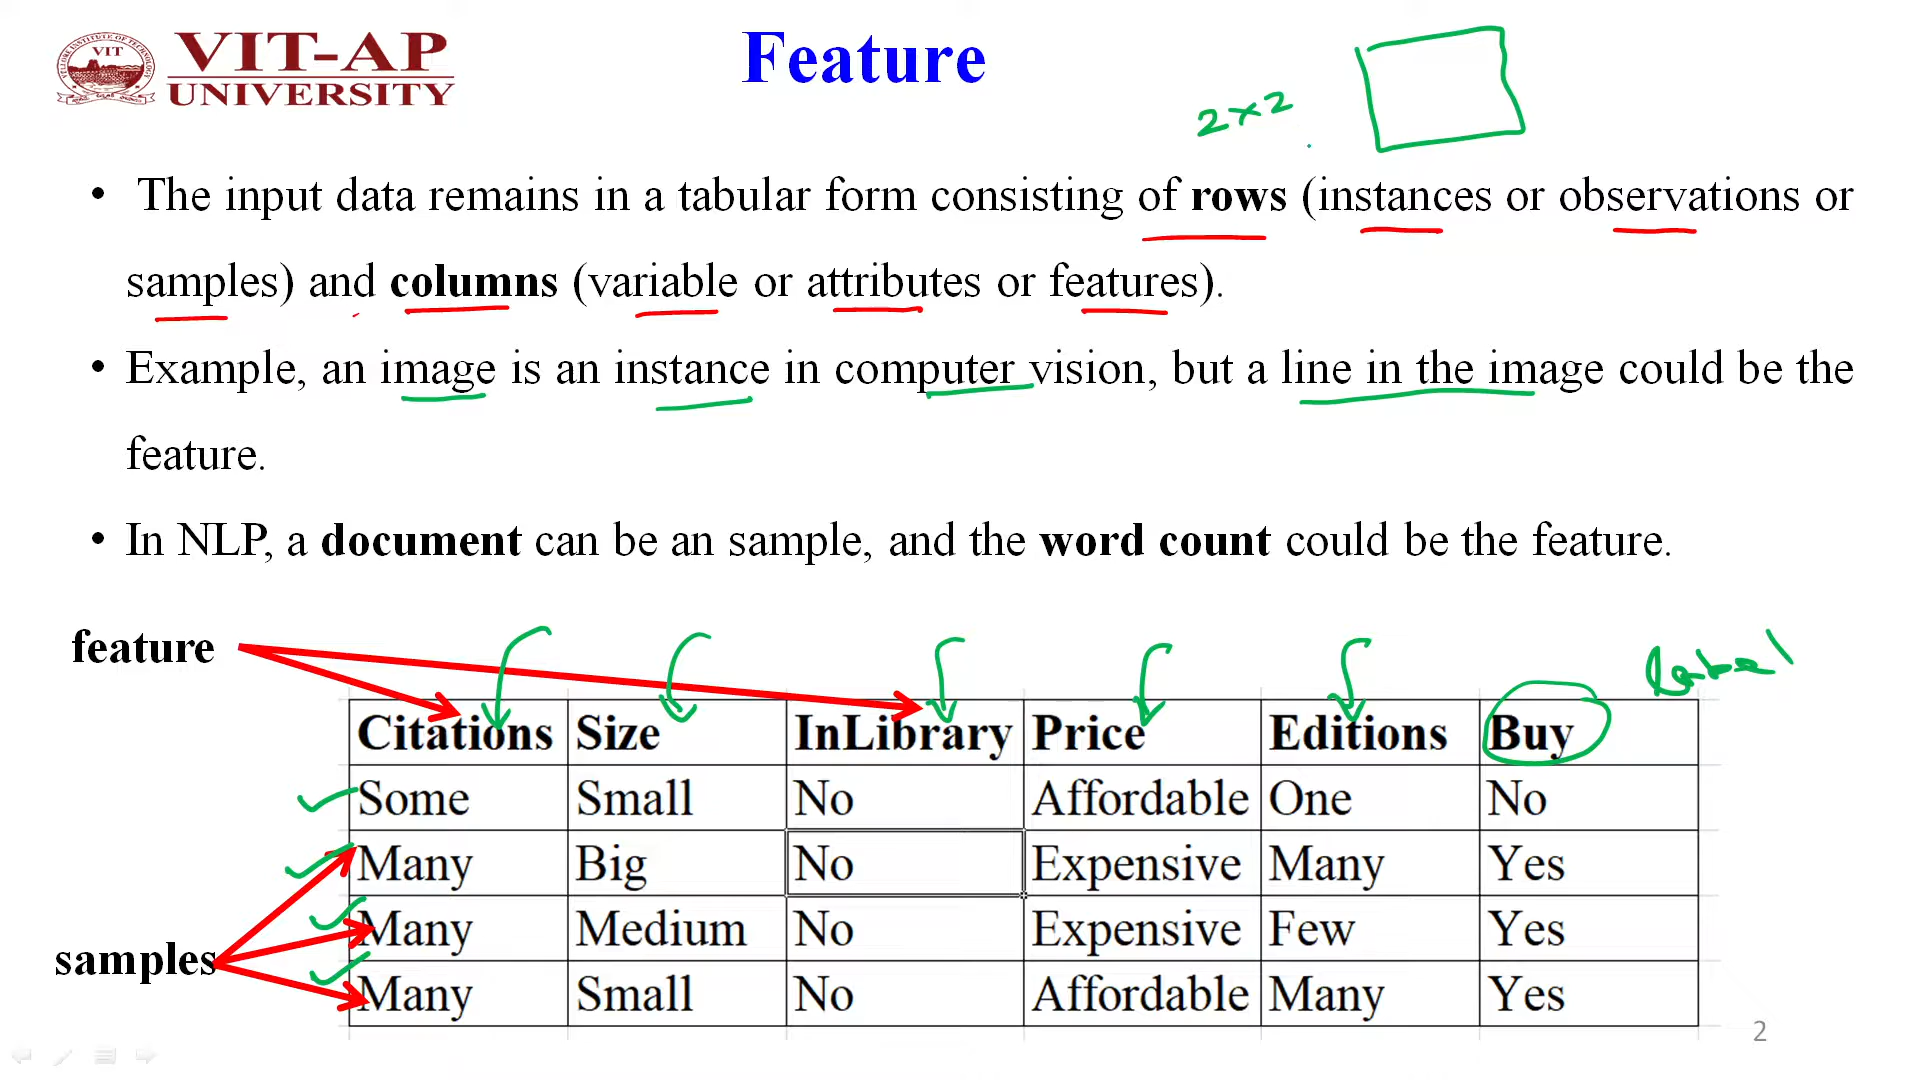 VIT
VIT-AP
UNIVERSITY
Feature
2×2
• The input data remains in a tabular form consisting of rows (instances or observations or
samples) and columns (variable or attributes or features).
• Example, an image is an instance in computer vision, but a line in the image could be the
feature.
• In NLP, a document can be an sample, and the word count could be the feature.
feature
label
Citations Size InLibrary Price Editions Buy
Some Small No Affordable One No
Many Big No Expensive Many Yes
Many Medium No Expensive Few Yes
samples
Many Small No Affordable Many Yes
2